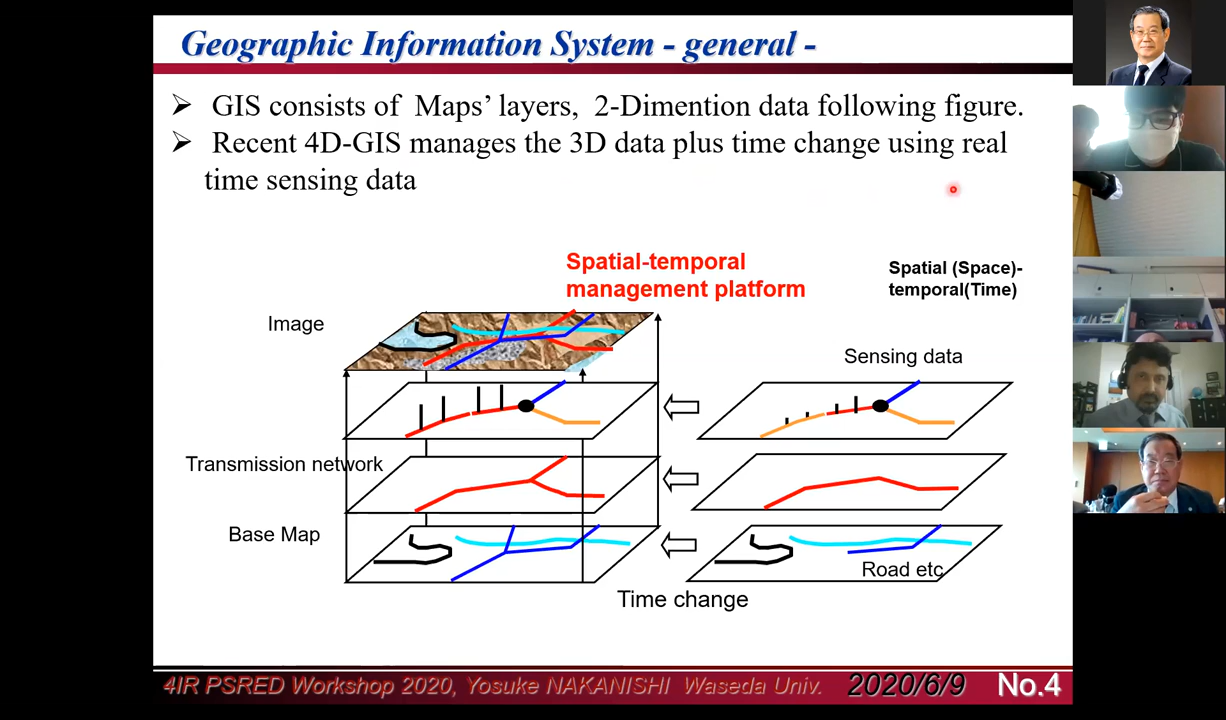 Geographic Information System - general -
➢ GIS consists of Maps' layers, 2-Dimention data following figure.
➢ Recent 4D-GIS manages the 3D data plus time change using real
time sensing data
Spatial-temporal
management platform
Spatial (Space)-
temporal(Time)
Image
Sensing data
Transmission network
Base Map
Road etc
Time change
4IR PSRED Workshop 2020, Yosuke NAKANISHI Waseda Univ. 2020/6/9 No.4